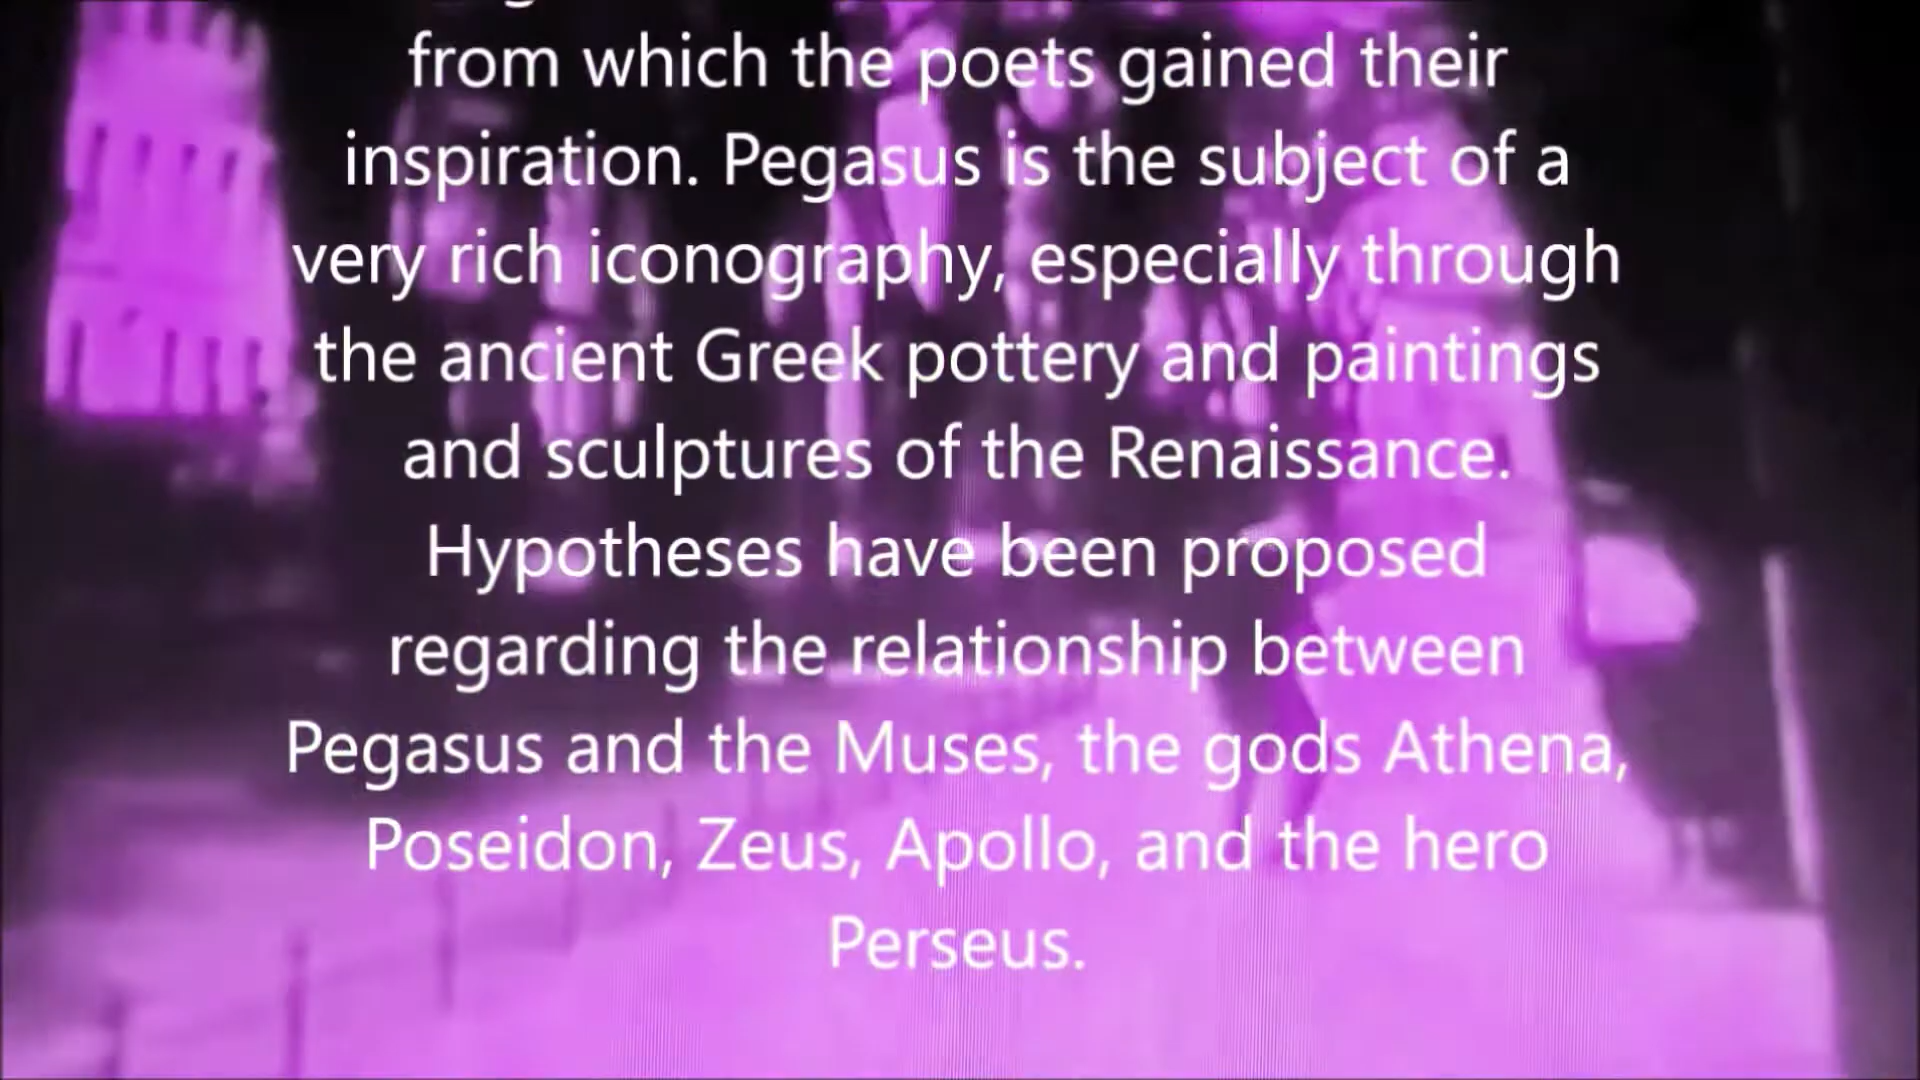 from which the poets gained their
inspiration. Pegasus is the subject of a
very rich iconography, especially through
the ancient Greek pottery and paintings
and sculptures of the Renaissance.
Hypotheses have been proposed
regarding the relationship between
Pegasus and the Muses, the gods Athena,
Poseidon, Zeus, Apollo, and the hero
Perseus.